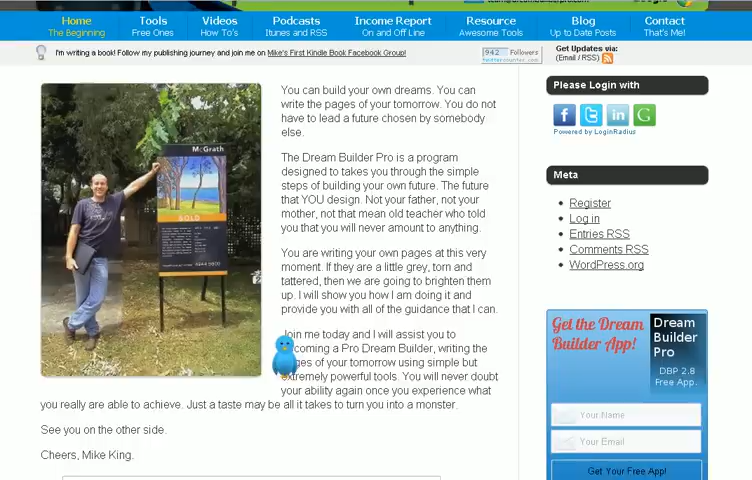 Home
The Beginning
Tools
Free Ones
Videos
How To's
Podcasts
Itunes and RSS
Income Report
On and Off Line
Resource
Awesome Tools
Blog
Up to Date Posts
Contact
That's Me!
I'm writing a book! Follow my publishing journey and join me on Mike's First Kindle Book Facebook Group!
942 Followers
twittercounter.com
Get Updates via:
(Email / RSS)
McGrath
SOLD
You can build your own dreams. You can
write the pages of your tomorrow. You do not
have to lead a future chosen by somebody
else.
The Dream Builder Pro is a program
designed to takes you through the simple
steps of building your own future. The future
that YOU design. Not your father, not your
mother, not that mean old teacher who told
you that you will never amount to anything.
You are writing your own pages at this very
moment. If they are a little grey, torn and
tattered, then we are going to brighten them
up. I will show you how I am doing it and
provide you with all of the guidance that I can.
Join me today and I will assist you to
coming a Pro Dream Builder, writing the
ges of your tomorrow using simple but
extremely powerful tools. You will never doubt
your ability again once you experience what
you really are able to achieve. Just a taste may be all it takes to turn you into a monster.
See you on the other side.
Cheers, Mike King.
Please Login with
Powered by LoginRadius
Meta
Register
Log in
Entries RSS
Comments RSS
WordPress.org
Get the Dream
Builder App!
Dream
Builder
Pro
DBP 2.8
Free App.
Your Name
Your Email
Get Your Free App!